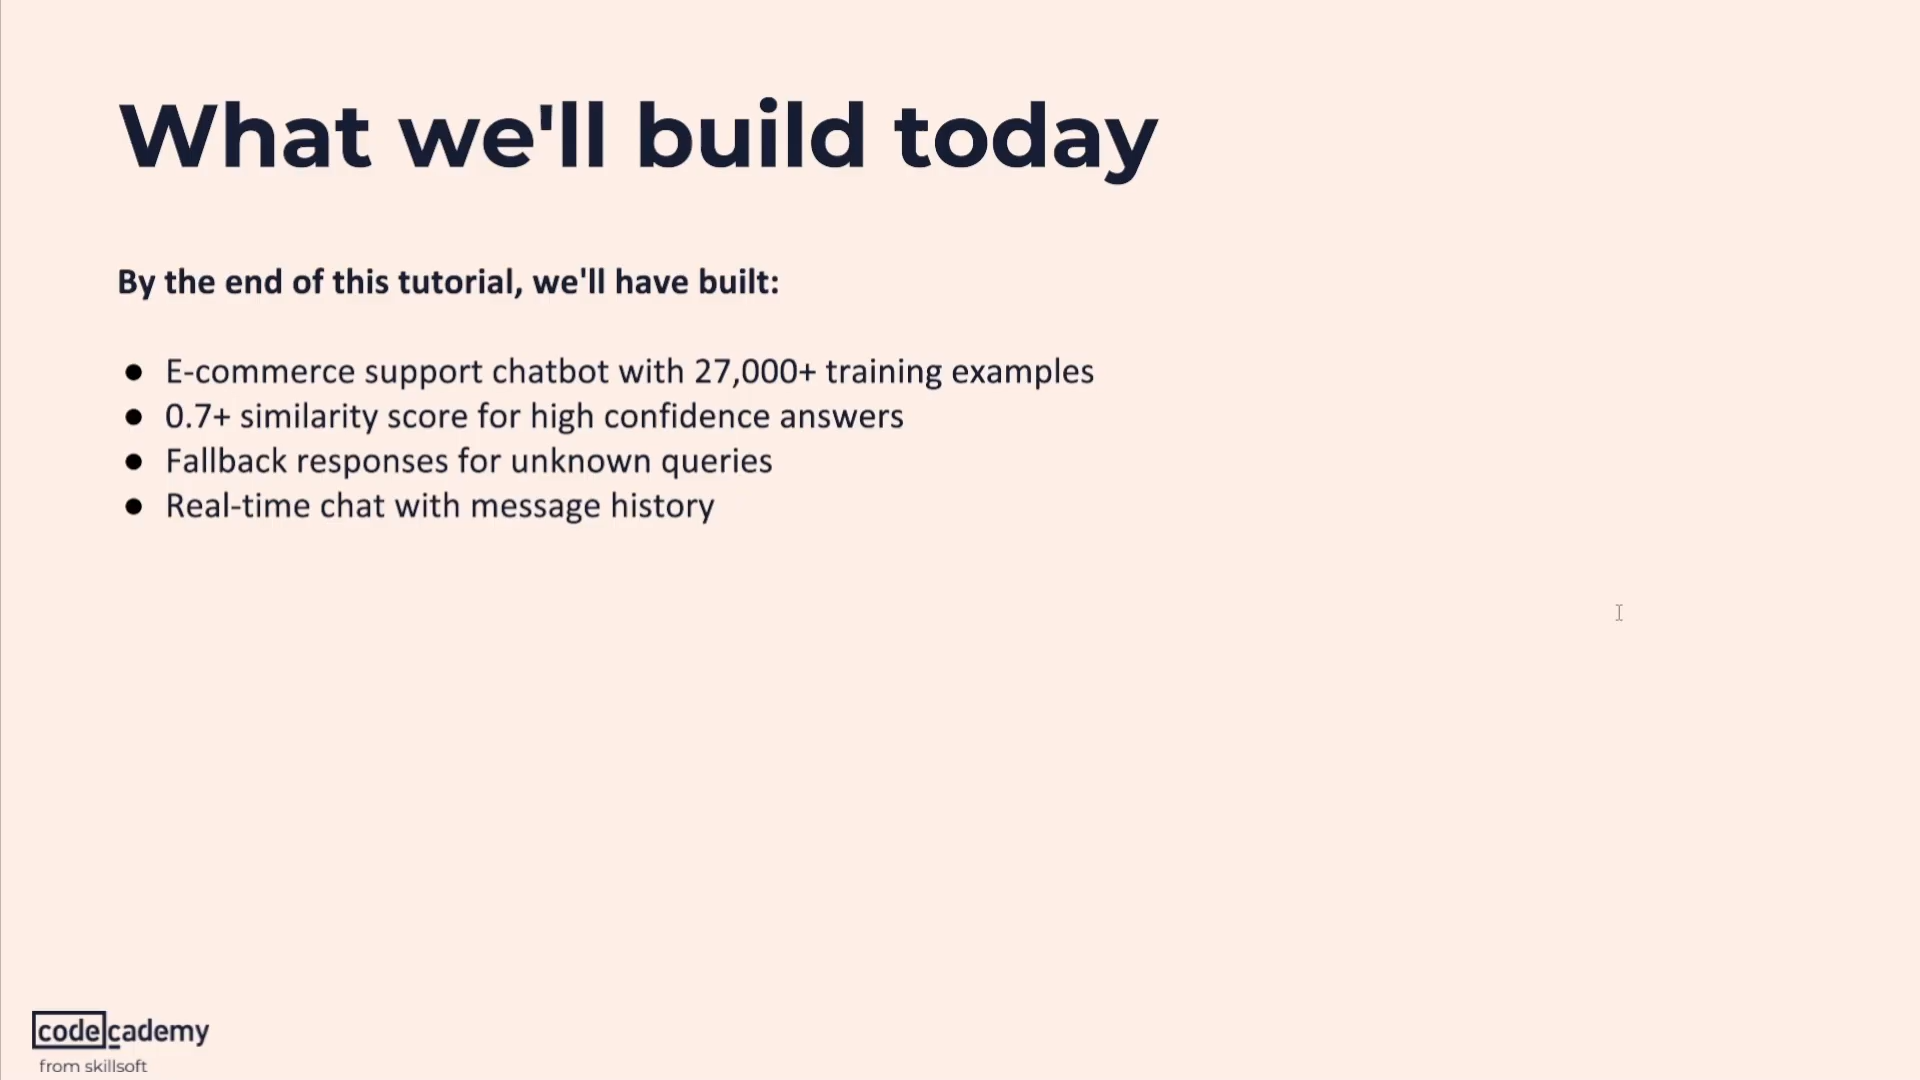 What we'll build today
By the end of this tutorial, we'll have built:
● E-commerce support chatbot with 27,000+ training examples
● 0.7+ similarity score for high confidence answers
● Fallback responses for unknown queries
● Real-time chat with message history
codecademy
from skillsoft